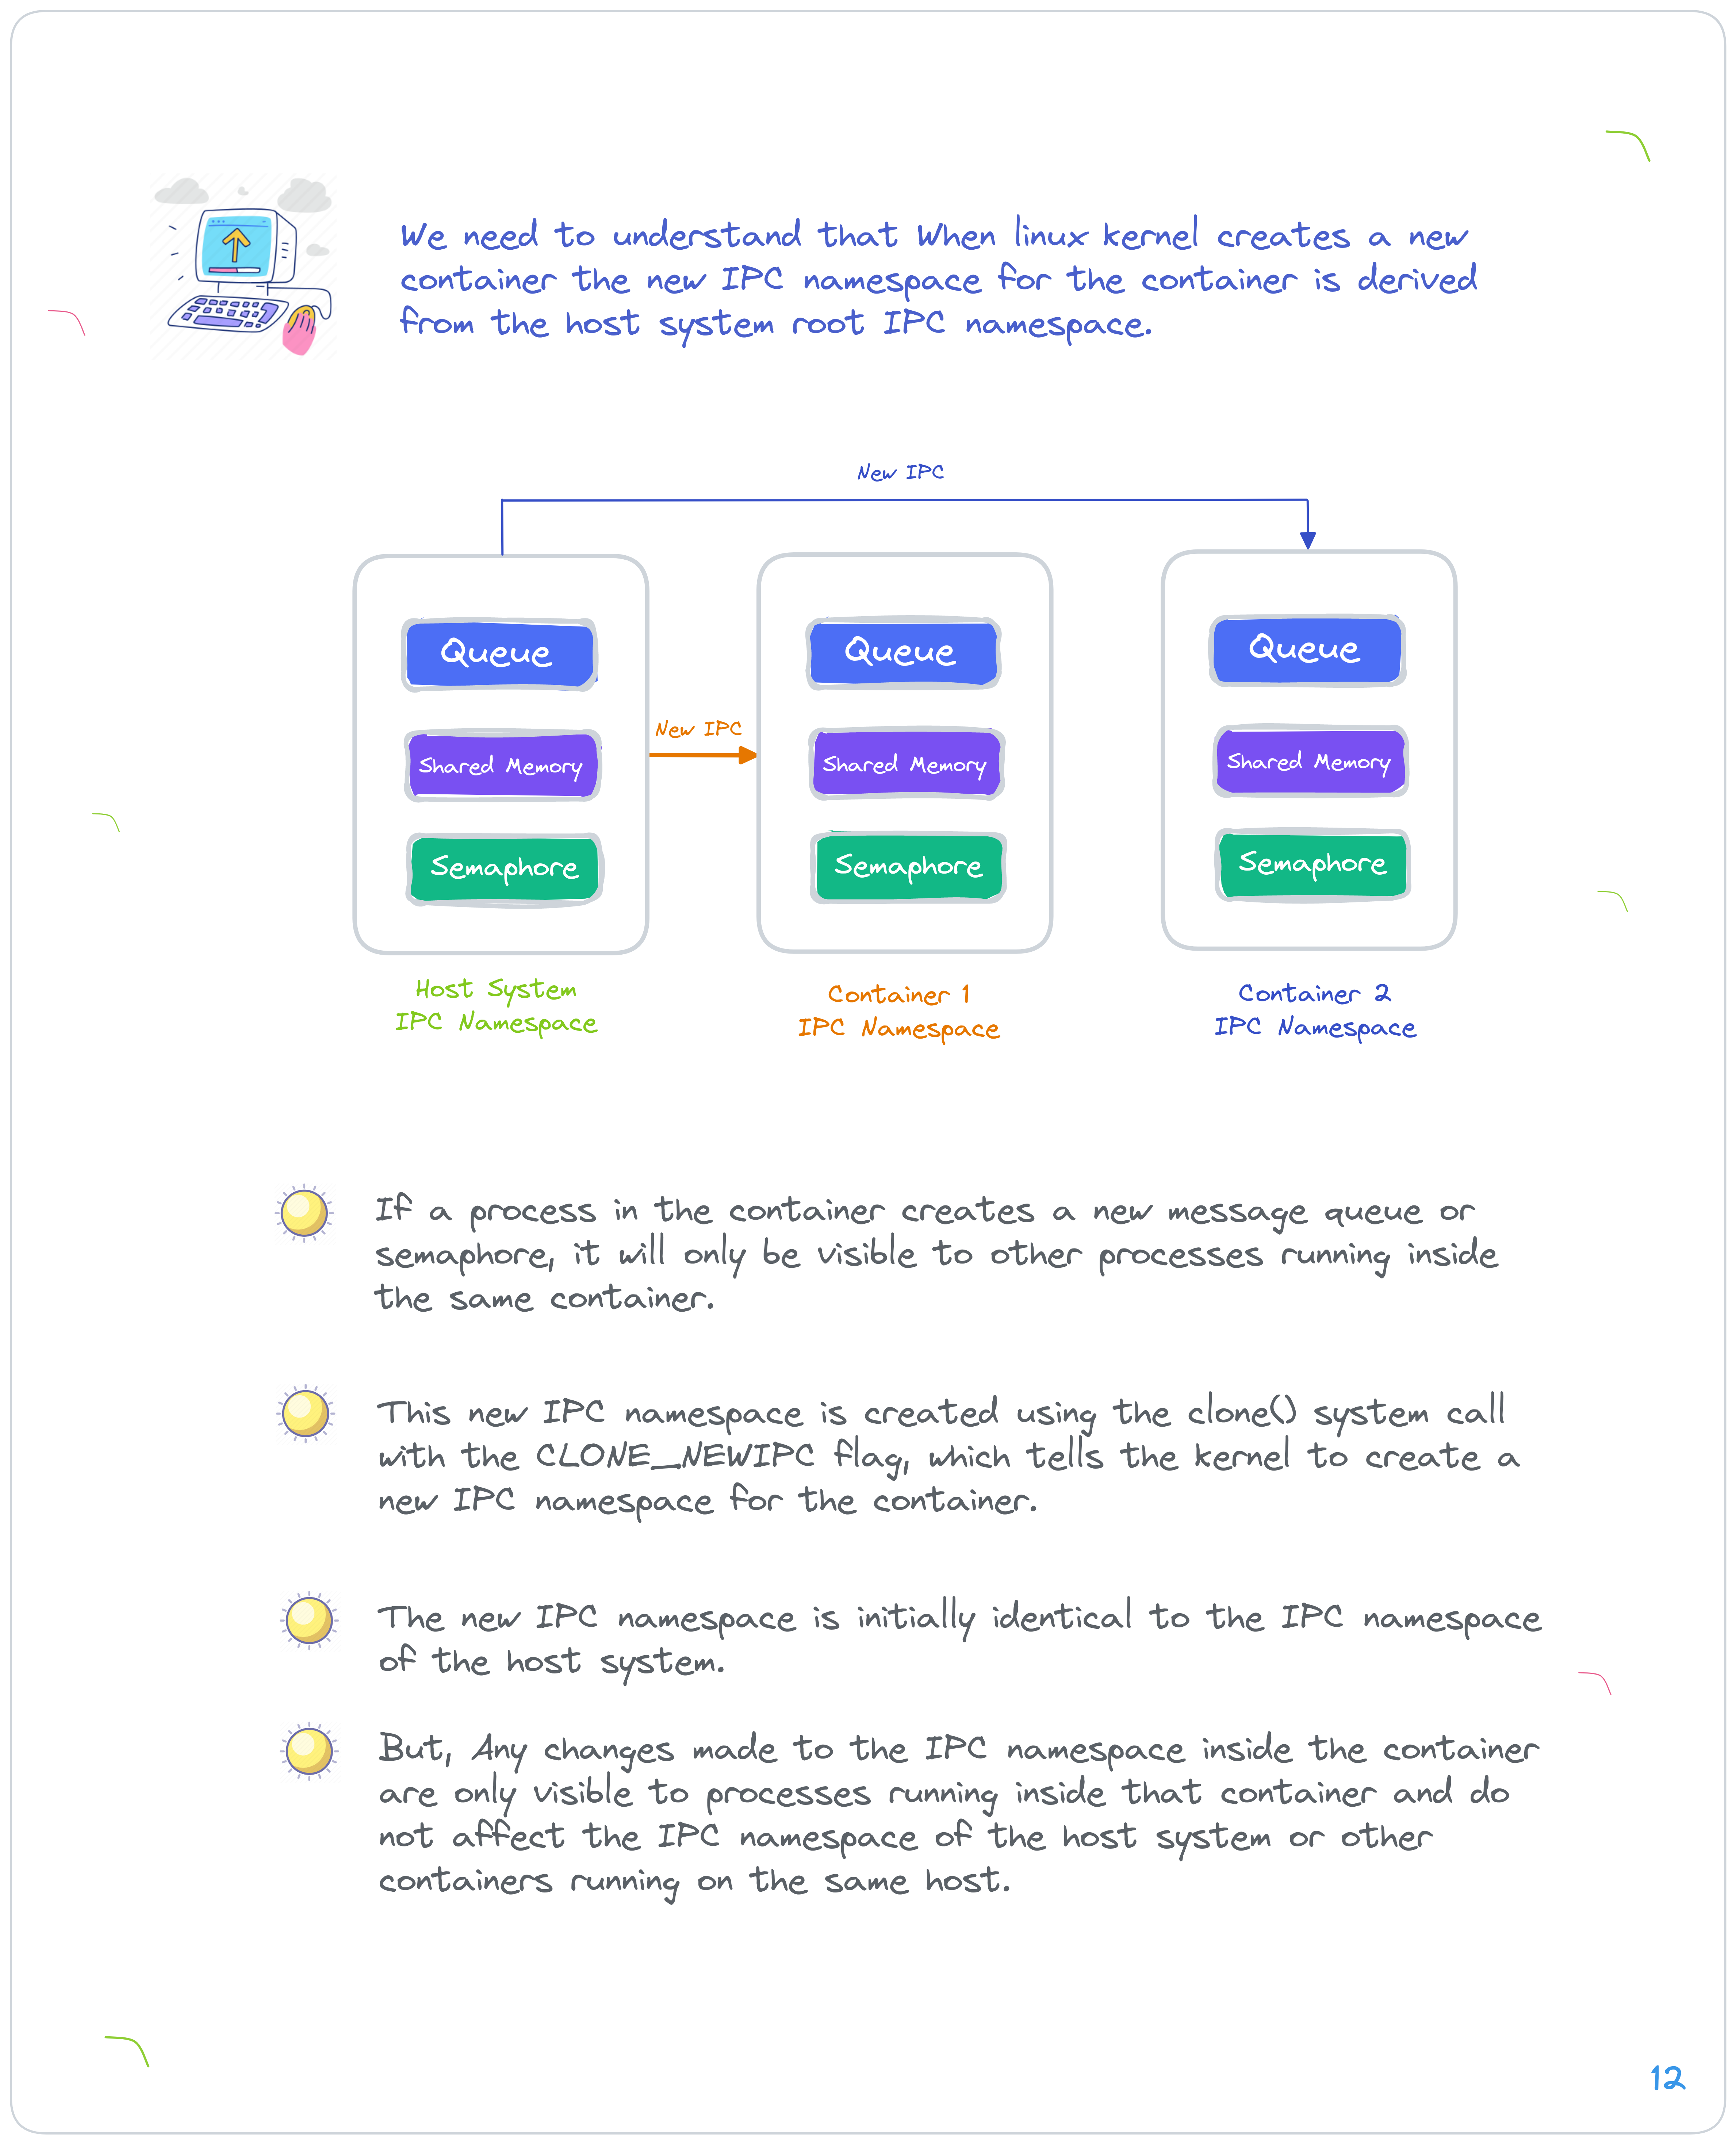 We need to understand that When linux kernel creates a new
container the new IPC namespace for the container is derived
from the host system root IPC namespace.
New IPC
Queue
Queue
Queue
New IPC
Shared Memory
Shared Memory
Shared Memory
Semaphore
Semaphore
Semaphore
Host System
IPC Namespace
Container 1
IPC Namespace
Container 2
IPC Namespace
If a process in the container creates a new message queue or
semaphore, it will only be visible to other processes running inside
the same container.
This new IPC namespace is created using the clone() system call
with the CLONE_NEWIPC flag, which tells the kernel to create a
new IPC namespace for the container.
The new IPC namespace is initially identical to the IPC namespace
of the host system.
But, Any changes made to the IPC namespace inside the container
are only visible to processes running inside that container and do
not affect the IPC namespace of the host system or other
containers running on the same host.
12